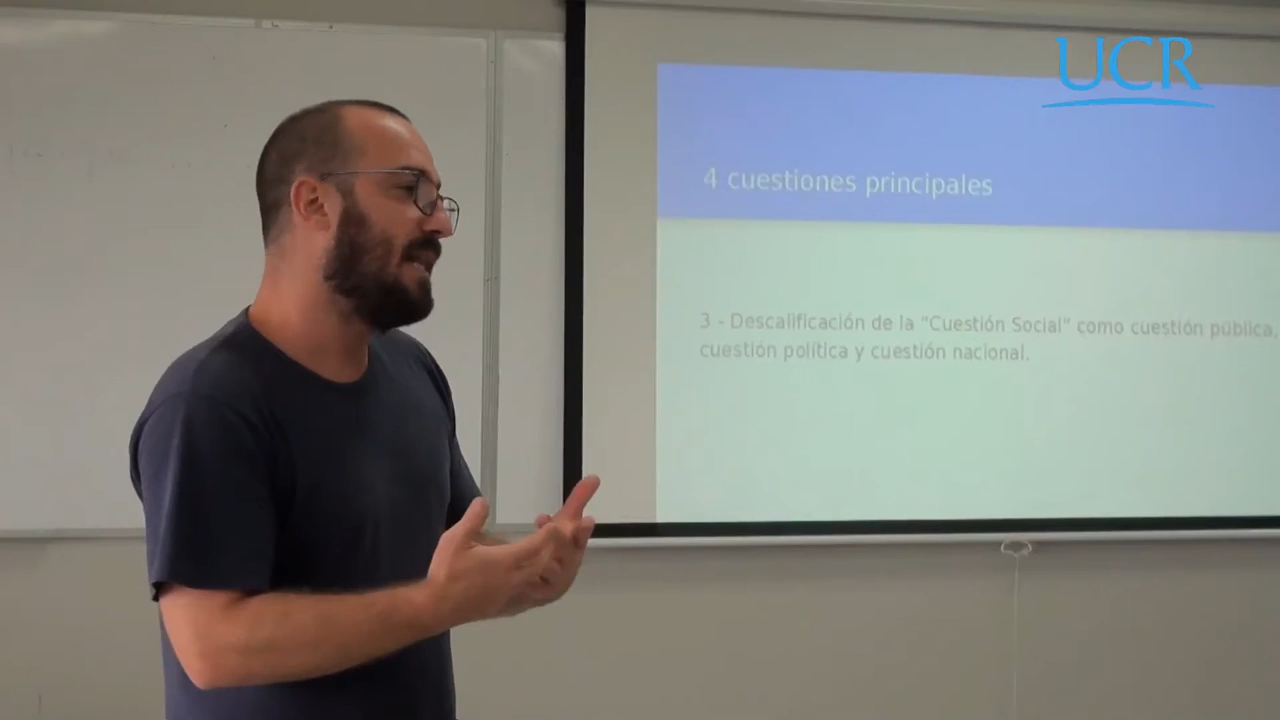 UCR
4 cuestiones principales
3 - Descalificación de la “Cuestión Social” como cuestión pública,
cuestión política y cuestión nacional.